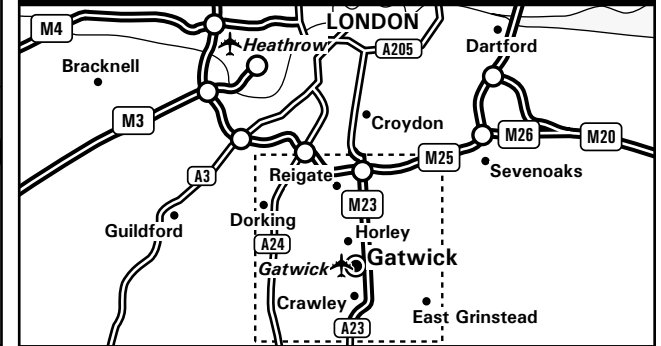 LONDON
M4
Heathrow
A205
Dartford
Bracknell
M3
Croydon
M26
M20
M25
Sevenoaks
A3
Reigate
M23
Dorking
Guildford
Horley
A24
Gatwick
Gatwick
Crawley
East Grinstead
A23